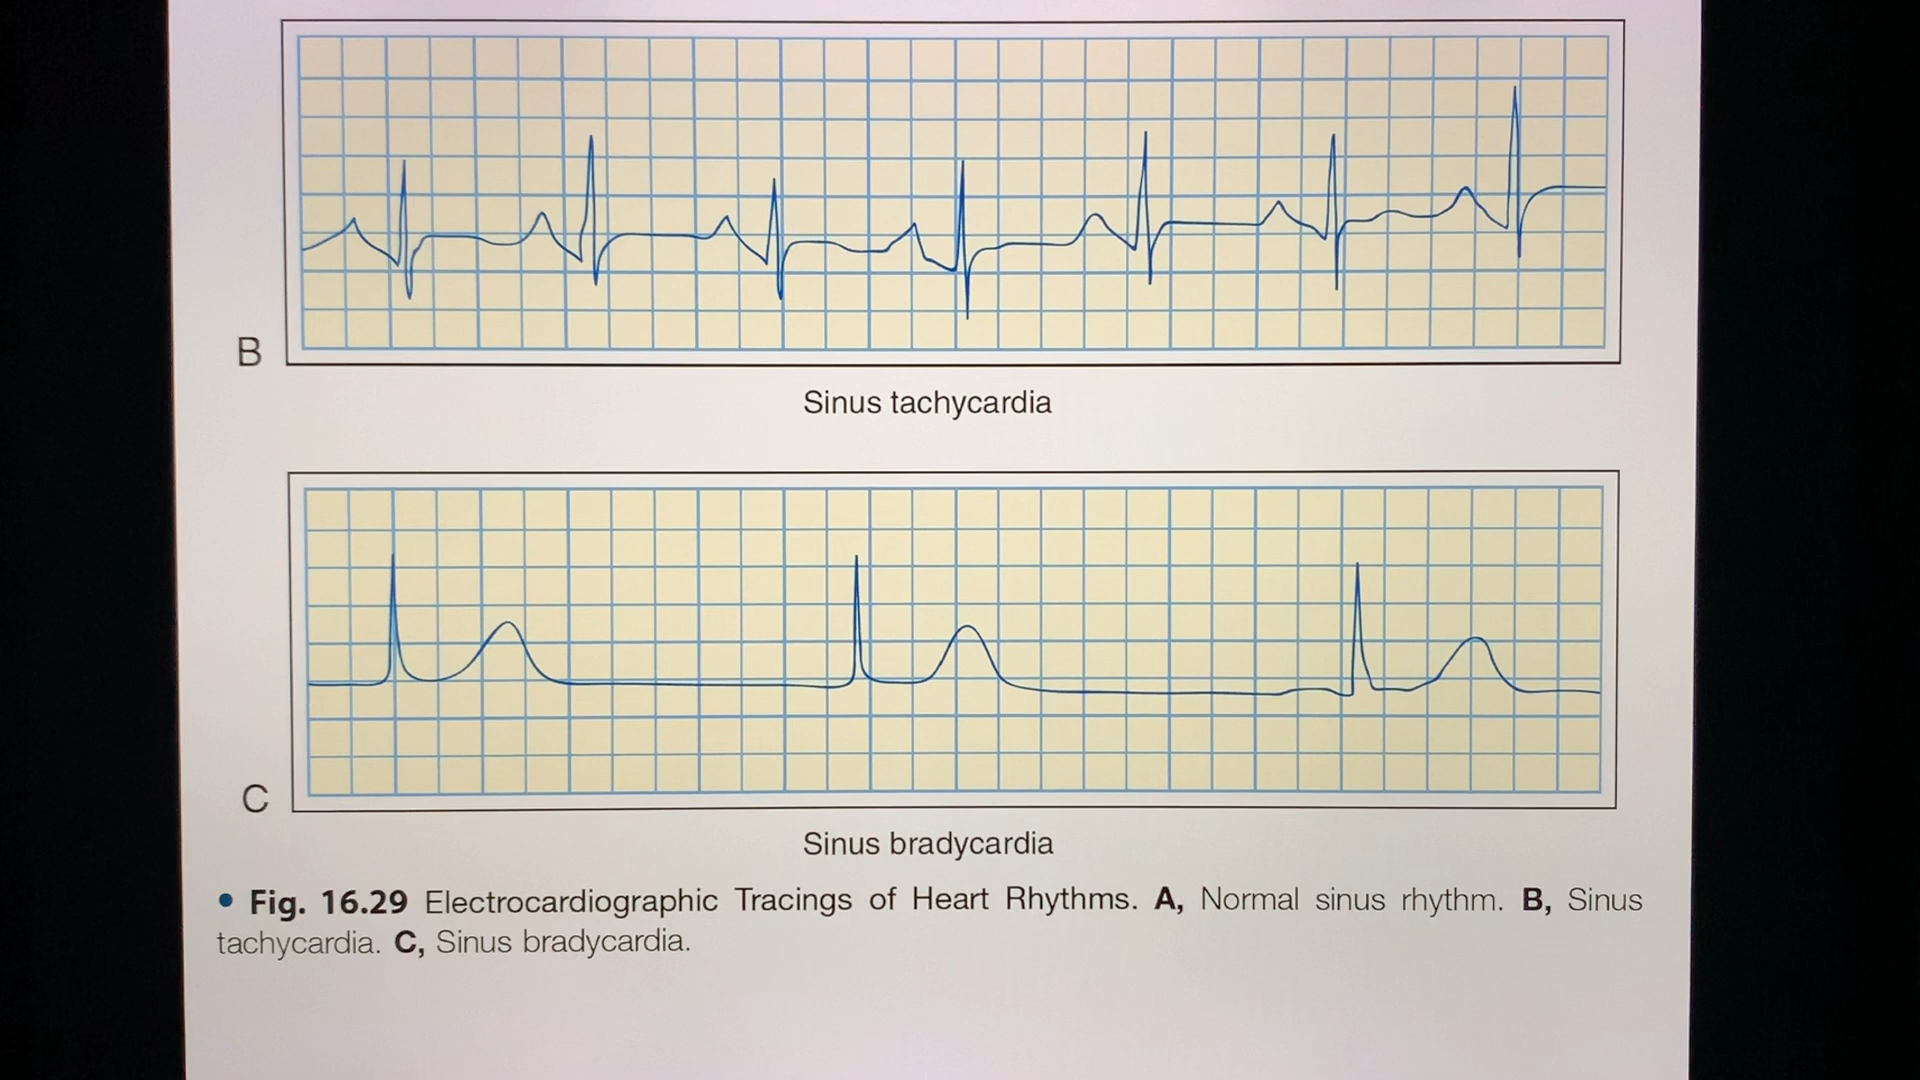 B
Sinus tachycardia
C
Sinus bradycardia
• Fig. 16.29 Electrocardiographic Tracings of Heart Rhythms. A, Normal sinus rhythm. B, Sinus
tachycardia. C, Sinus bradycardia.